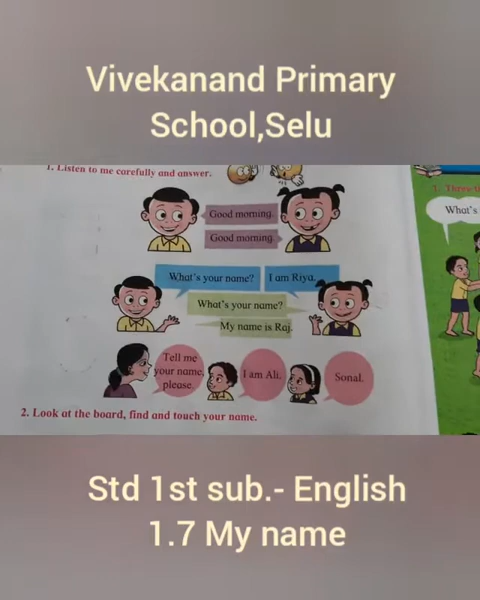 Vivekanand Primary
School,Selu
1. Listen to me carefully and answer.
Good morning.
Good morning.
What's your name?
I am Riya.
What's your name?
My name is Raj.
Tell me
your name,
please.
I am Ali.
Sonal.
2. Look at the board, find and touch your name.
1. Three
What's
Std 1st sub.- English
1.7 My name